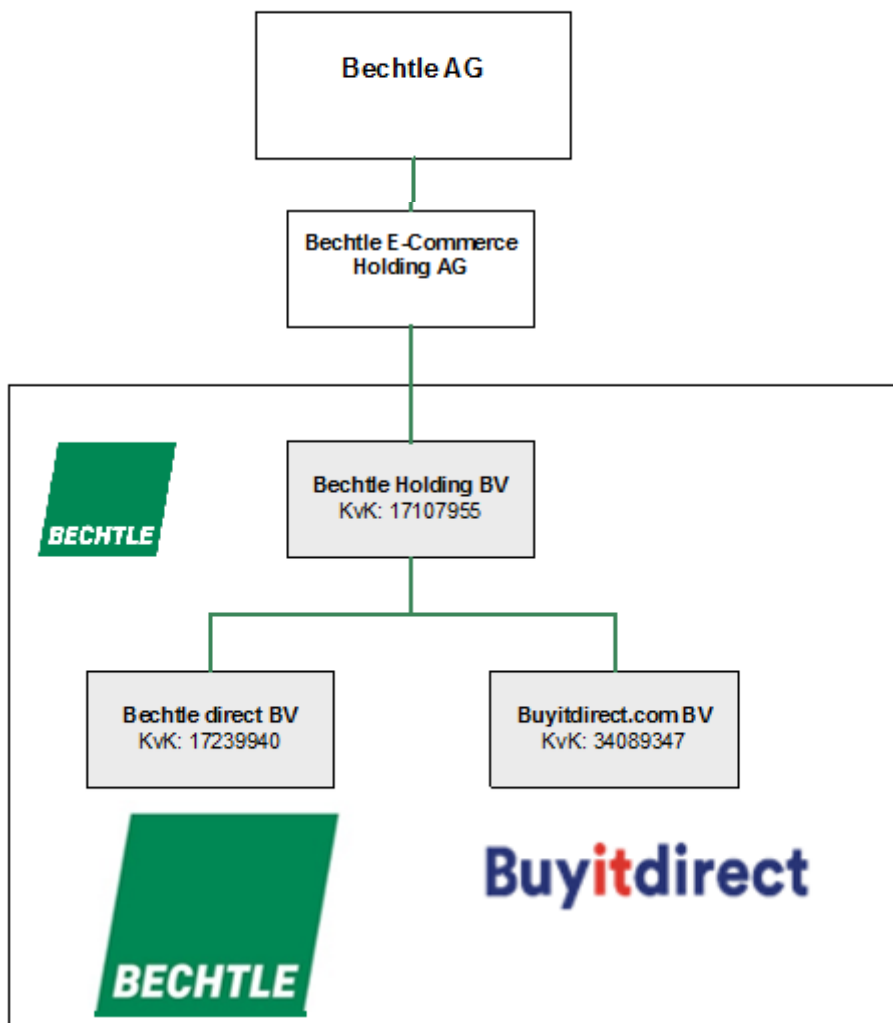 Bechtle AG
Bechtle E-Commerce
Holding AG
BECHTLE
Bechtle Holding BV
KvK: 17107955
Bechtle direct BV
KvK: 17239940
Buyitdirect.com BV
KvK: 34089347
BECHTLE
Buyitdirect